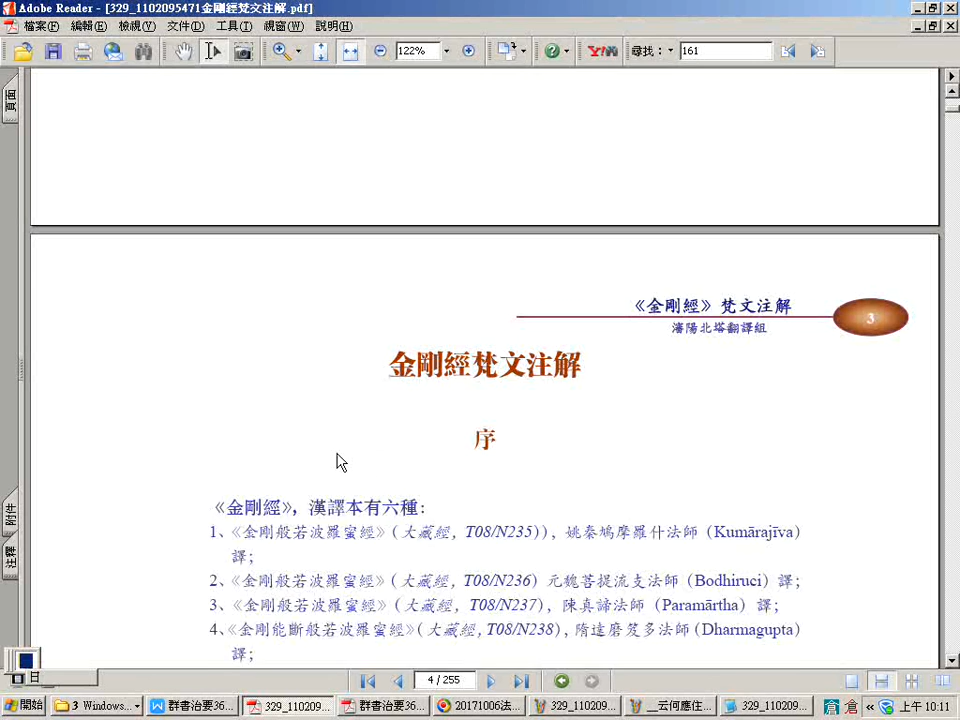 Adobe Reader - [329_1102095471金剛經梵文注解.pdf]
檔案(F) 編輯(E) 檢視(V) 文件(D) 工具(T) 視窗(W) 說明(H)
122%
Y!
尋找：
161
頁面
《金剛經》梵文注解
3
瀋陽北塔翻譯組
金剛經梵文注解
序
《金剛經》，漢譯本有六種：
1、《金剛般若波羅蜜經》（大藏經，T08/N235)），姚秦鳩摩羅什法師（Kumārajīva）
譯；
2、《金剛般若波羅蜜經》（大藏經，T08/N236）元魏菩提流支法師（Bodhiruci）譯；
3、《金剛般若波羅蜜經》（大藏經，T08/N237），陳真諦法師（Paramārtha）譯；
4、《金剛能斷般若波羅蜜經》（大藏經，T08/N238），隋達磨笈多法師（Dharmagupta）
譯；
附件
注釋
日
4 / 255
開始
3 Windows...
群書治要36...
329_110209...
群書治要36...
20171006法...
329_110209...
__云何應住...
329_110209...
上午 10:11